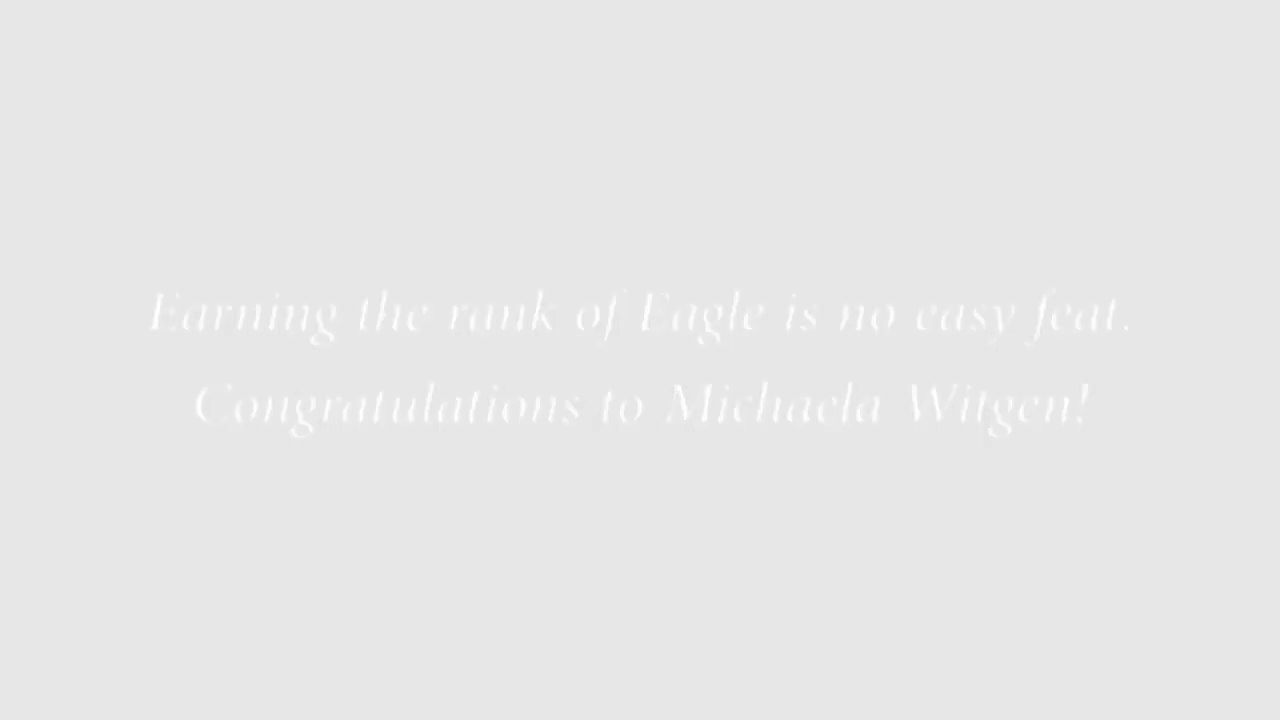 Earning the rank of Eagle is no easy feat.
Congratulations to Michaela Witgen!